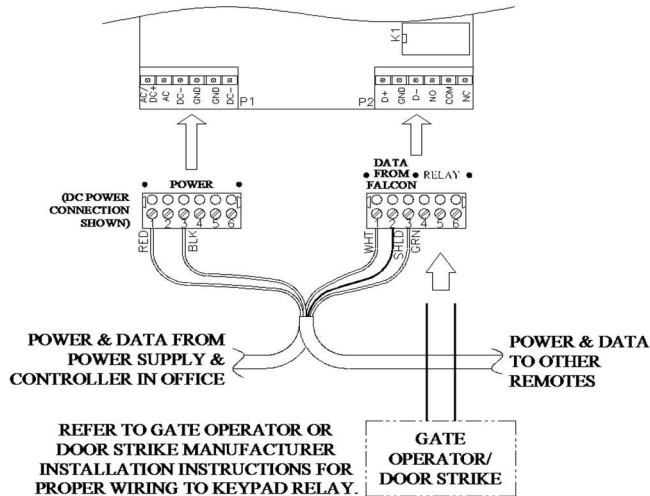 K1
AC/
DC+
AC
DC-
GND
GND
DC-
P1
P2
D+
GND
D-
NO
COM
NC
• POWER •
(DC POWER
CONNECTION
SHOWN)
1 2 3 4 5 6
RED
BLK
DATA
• FROM • RELAY •
FALCON
1 2 3 4 5 6
WHT
SHLD
GRN
POWER & DATA FROM
POWER SUPPLY &
CONTROLLER IN OFFICE
POWER & DATA
TO OTHER
REMOTES
REFER TO GATE OPERATOR OR
DOOR STRIKE MANUFACTURER
INSTALLATION INSTRUCTIONS FOR
PROPER WIRING TO KEYPAD RELAY.
GATE
OPERATOR/
DOOR STRIKE